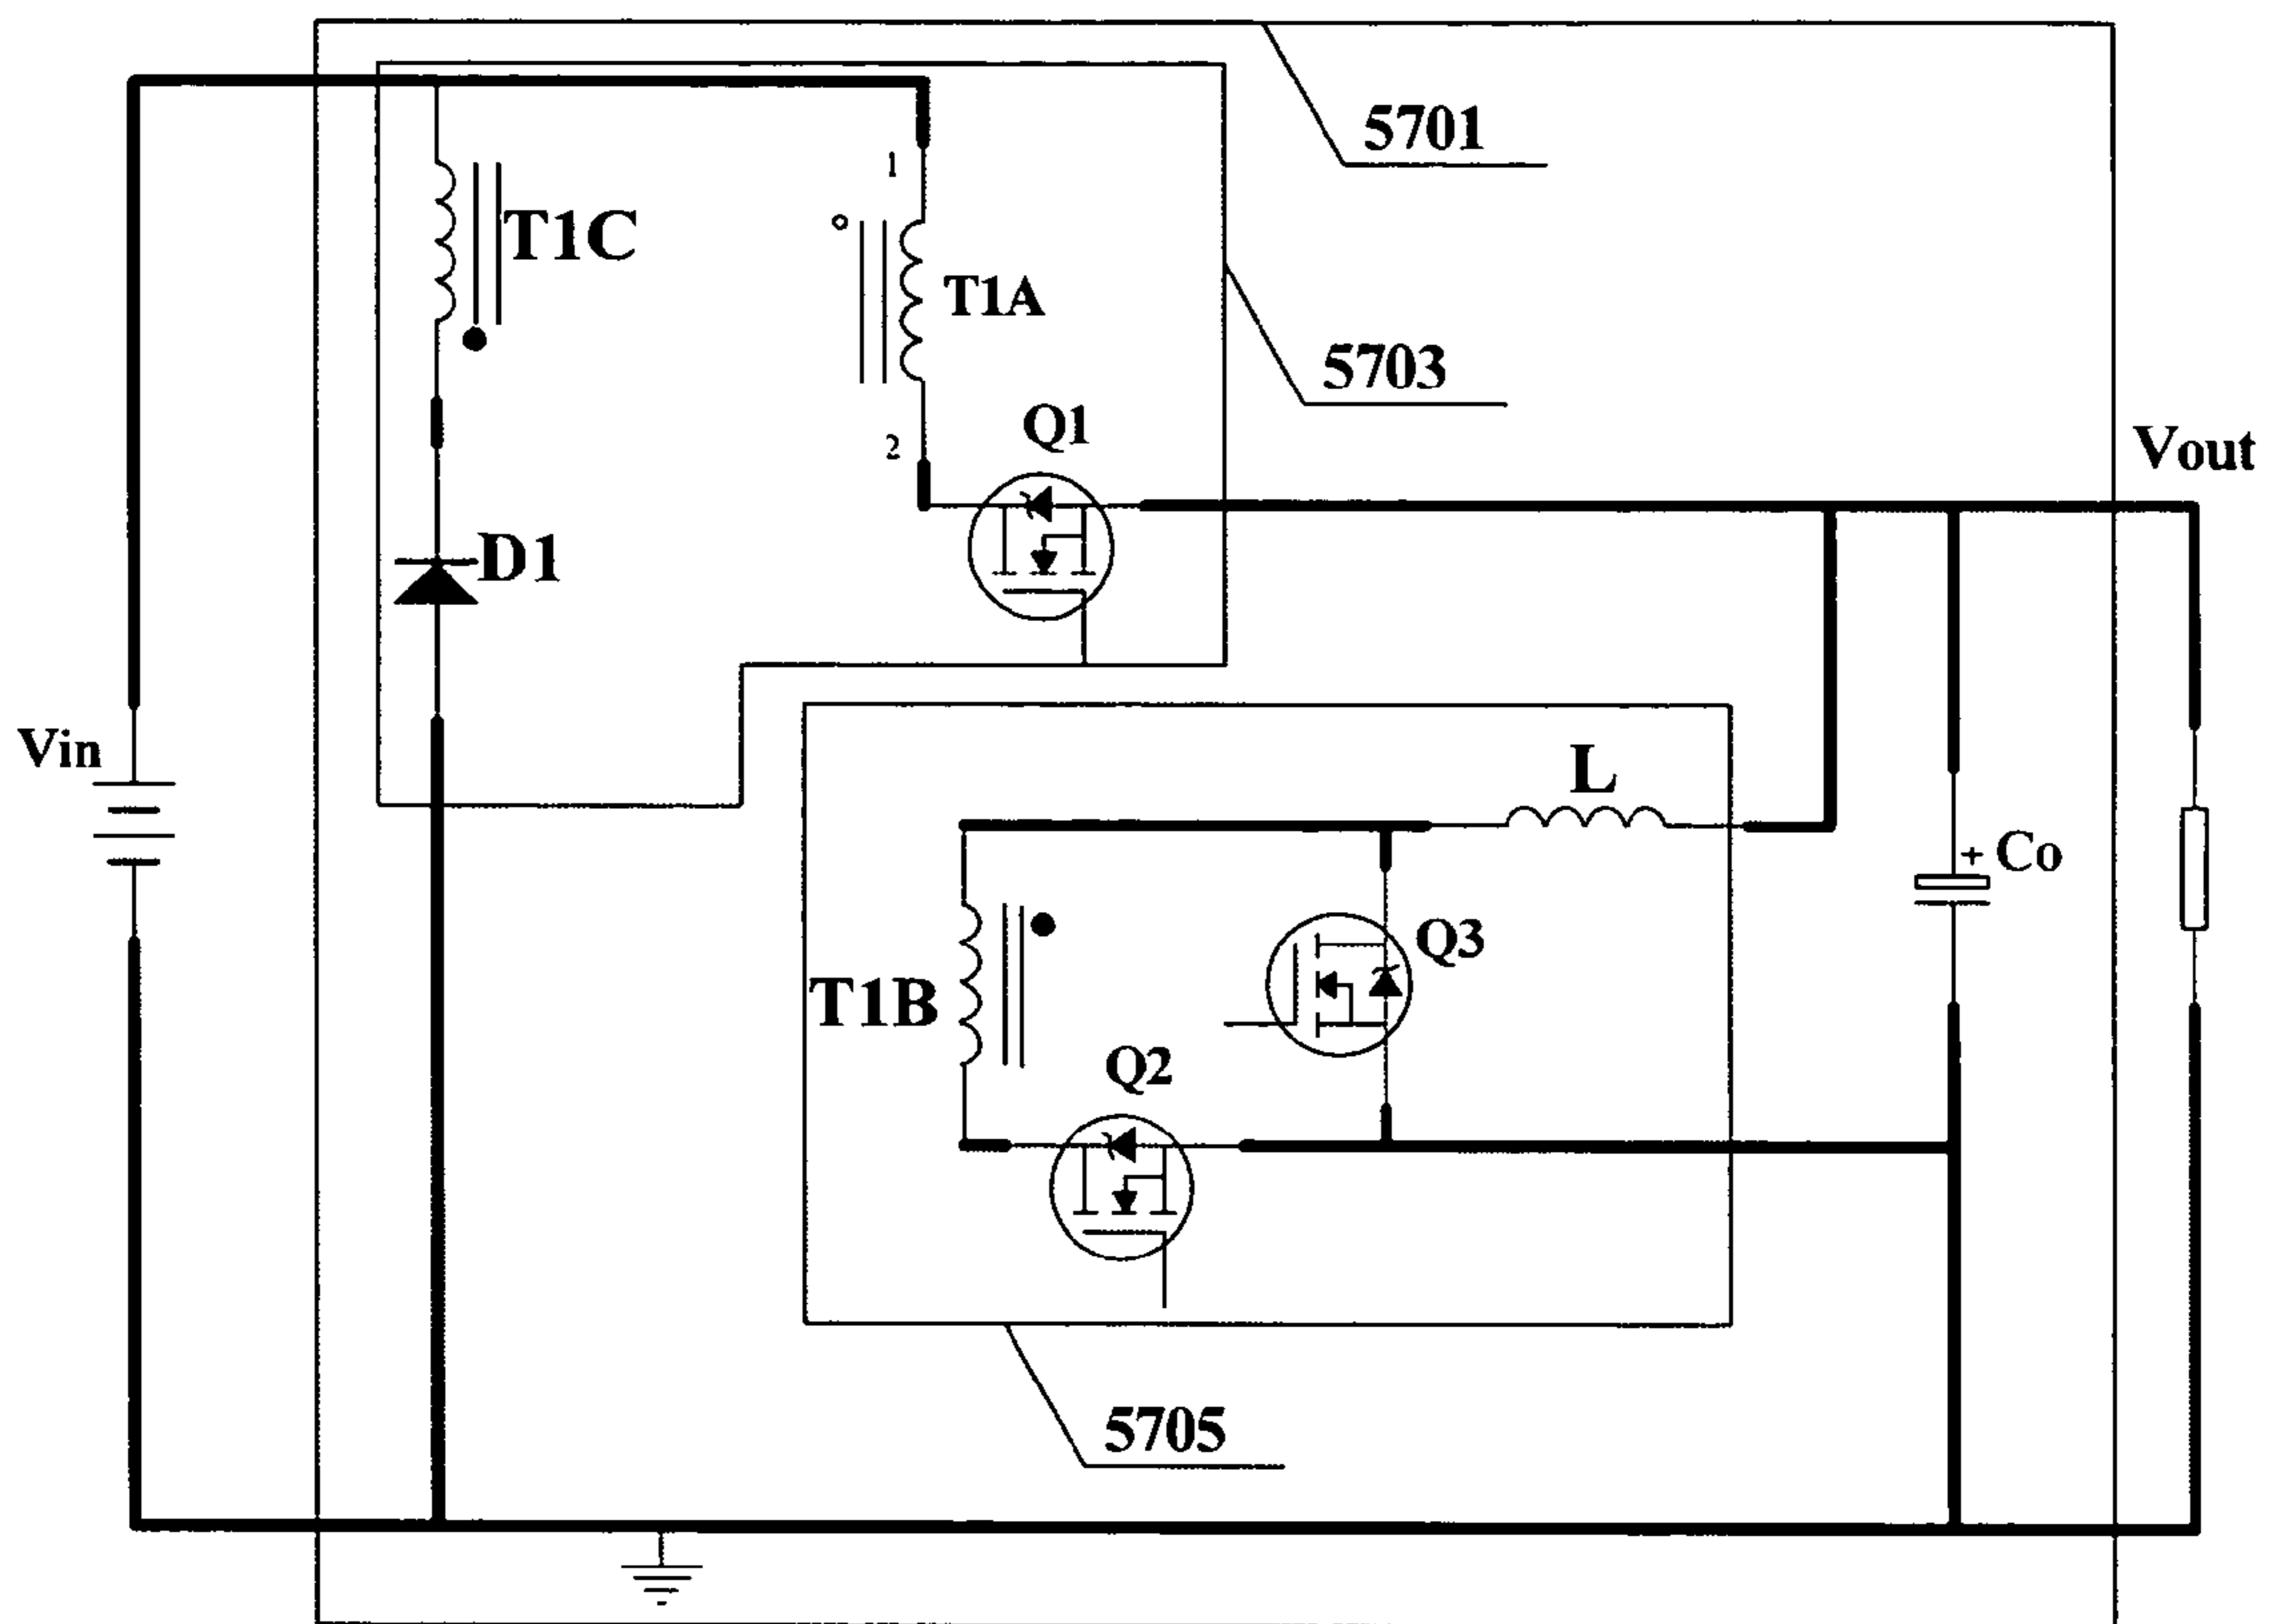 5701
1
T1C
T1A
5703
2
Q1
Vout
D1
Vin
L
+ Co
Q3
T1B
Q2
5705